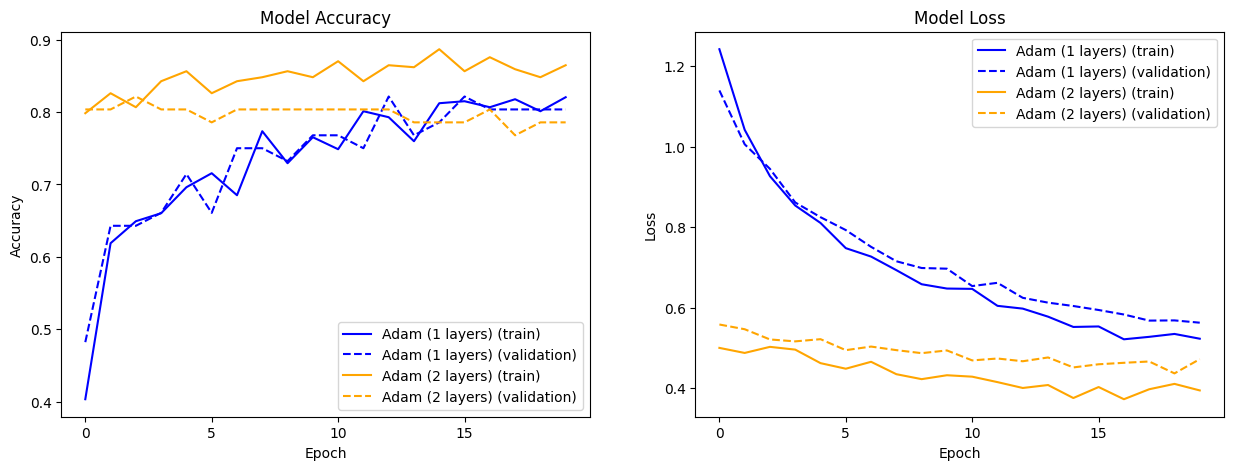 Model Accuracy
0.9
0.8
0.7
0.6
0.5
0.4
Accuracy
0
5
10
15
Epoch
Adam (1 layers) (train)
Adam (1 layers) (validation)
Adam (2 layers) (train)
Adam (2 layers) (validation)
Model Loss
1.2
1.0
0.8
0.6
0.4
Loss
0
5
10
15
Epoch
Adam (1 layers) (train)
Adam (1 layers) (validation)
Adam (2 layers) (train)
Adam (2 layers) (validation)